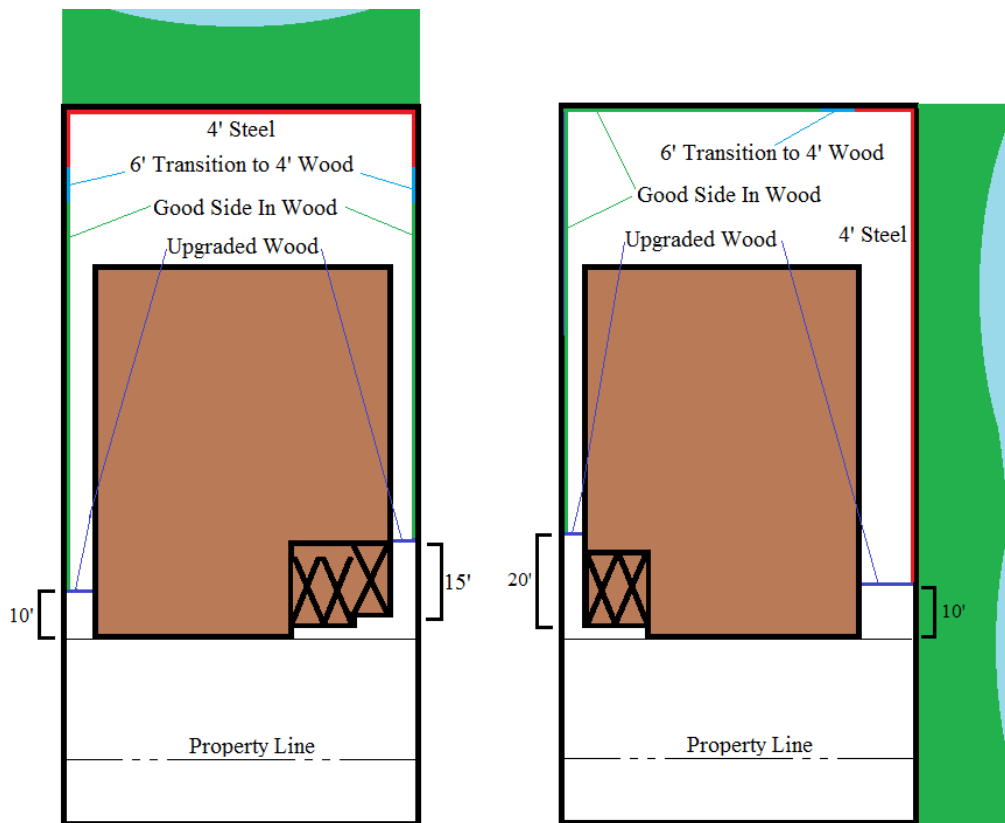 4' Steel
6' Transition to 4' Wood
Good Side In Wood
Upgraded Wood
10'
15'
Property Line
6' Transition to 4' Wood
Good Side In Wood
Upgraded Wood
4' Steel
20'
10'
Property Line